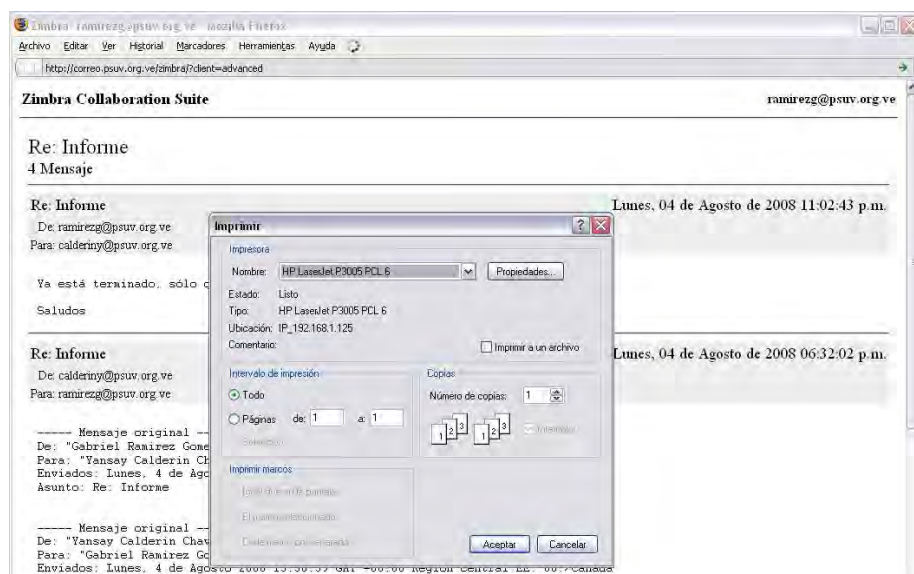 Zimbra: ramirezg@psuv.org.ve - Mozilla Firefox
Archivo Editar Ver Historial Marcadores Herramientas Ayuda
http://correo.psuv.org.ve/zimbra/?client=advanced
Zimbra Collaboration Suite ramirezg@psuv.org.ve
Re: Informe
4 Mensaje
Re: Informe Lunes, 04 de Agosto de 2008 11:02:43 p.m.
De: ramirezg@psuv.org.ve
Para: calderiny@psuv.org.ve
Ya está terminado, sólo
Saludos
Re: Informe Lunes, 04 de Agosto de 2008 06:32:02 p.m.
De: calderiny@psuv.org.ve
Para: ramirezg@psuv.org.ve
----- Mensaje original --
De: "Gabriel Ramirez Gome
Para: "Yansay Calderin Ch
Enviados: Lunes, 4 de Ago
Asunto: Re: Informe
----- Mensaje original --
De: "Yansay Calderin Chav
Para: "Gabriel Ramirez Go
Enviados: Lunes, 4 de Agosto 2008
Imprimir
Impresora
Nombre: HP LaserJet P3005 PCL 6 Propiedades...
Estado: Listo
Tipo: HP LaserJet P3005 PCL 6
Ubicación: IP_192.168.1.125
Comentario: Imprimir a un archivo
Intervalo de impresión
Todo
Páginas de: 1 a: 1
Copias
Número de copias: 1
1 2 3 1 2 3
Imprimir marcos
Aceptar Cancelar